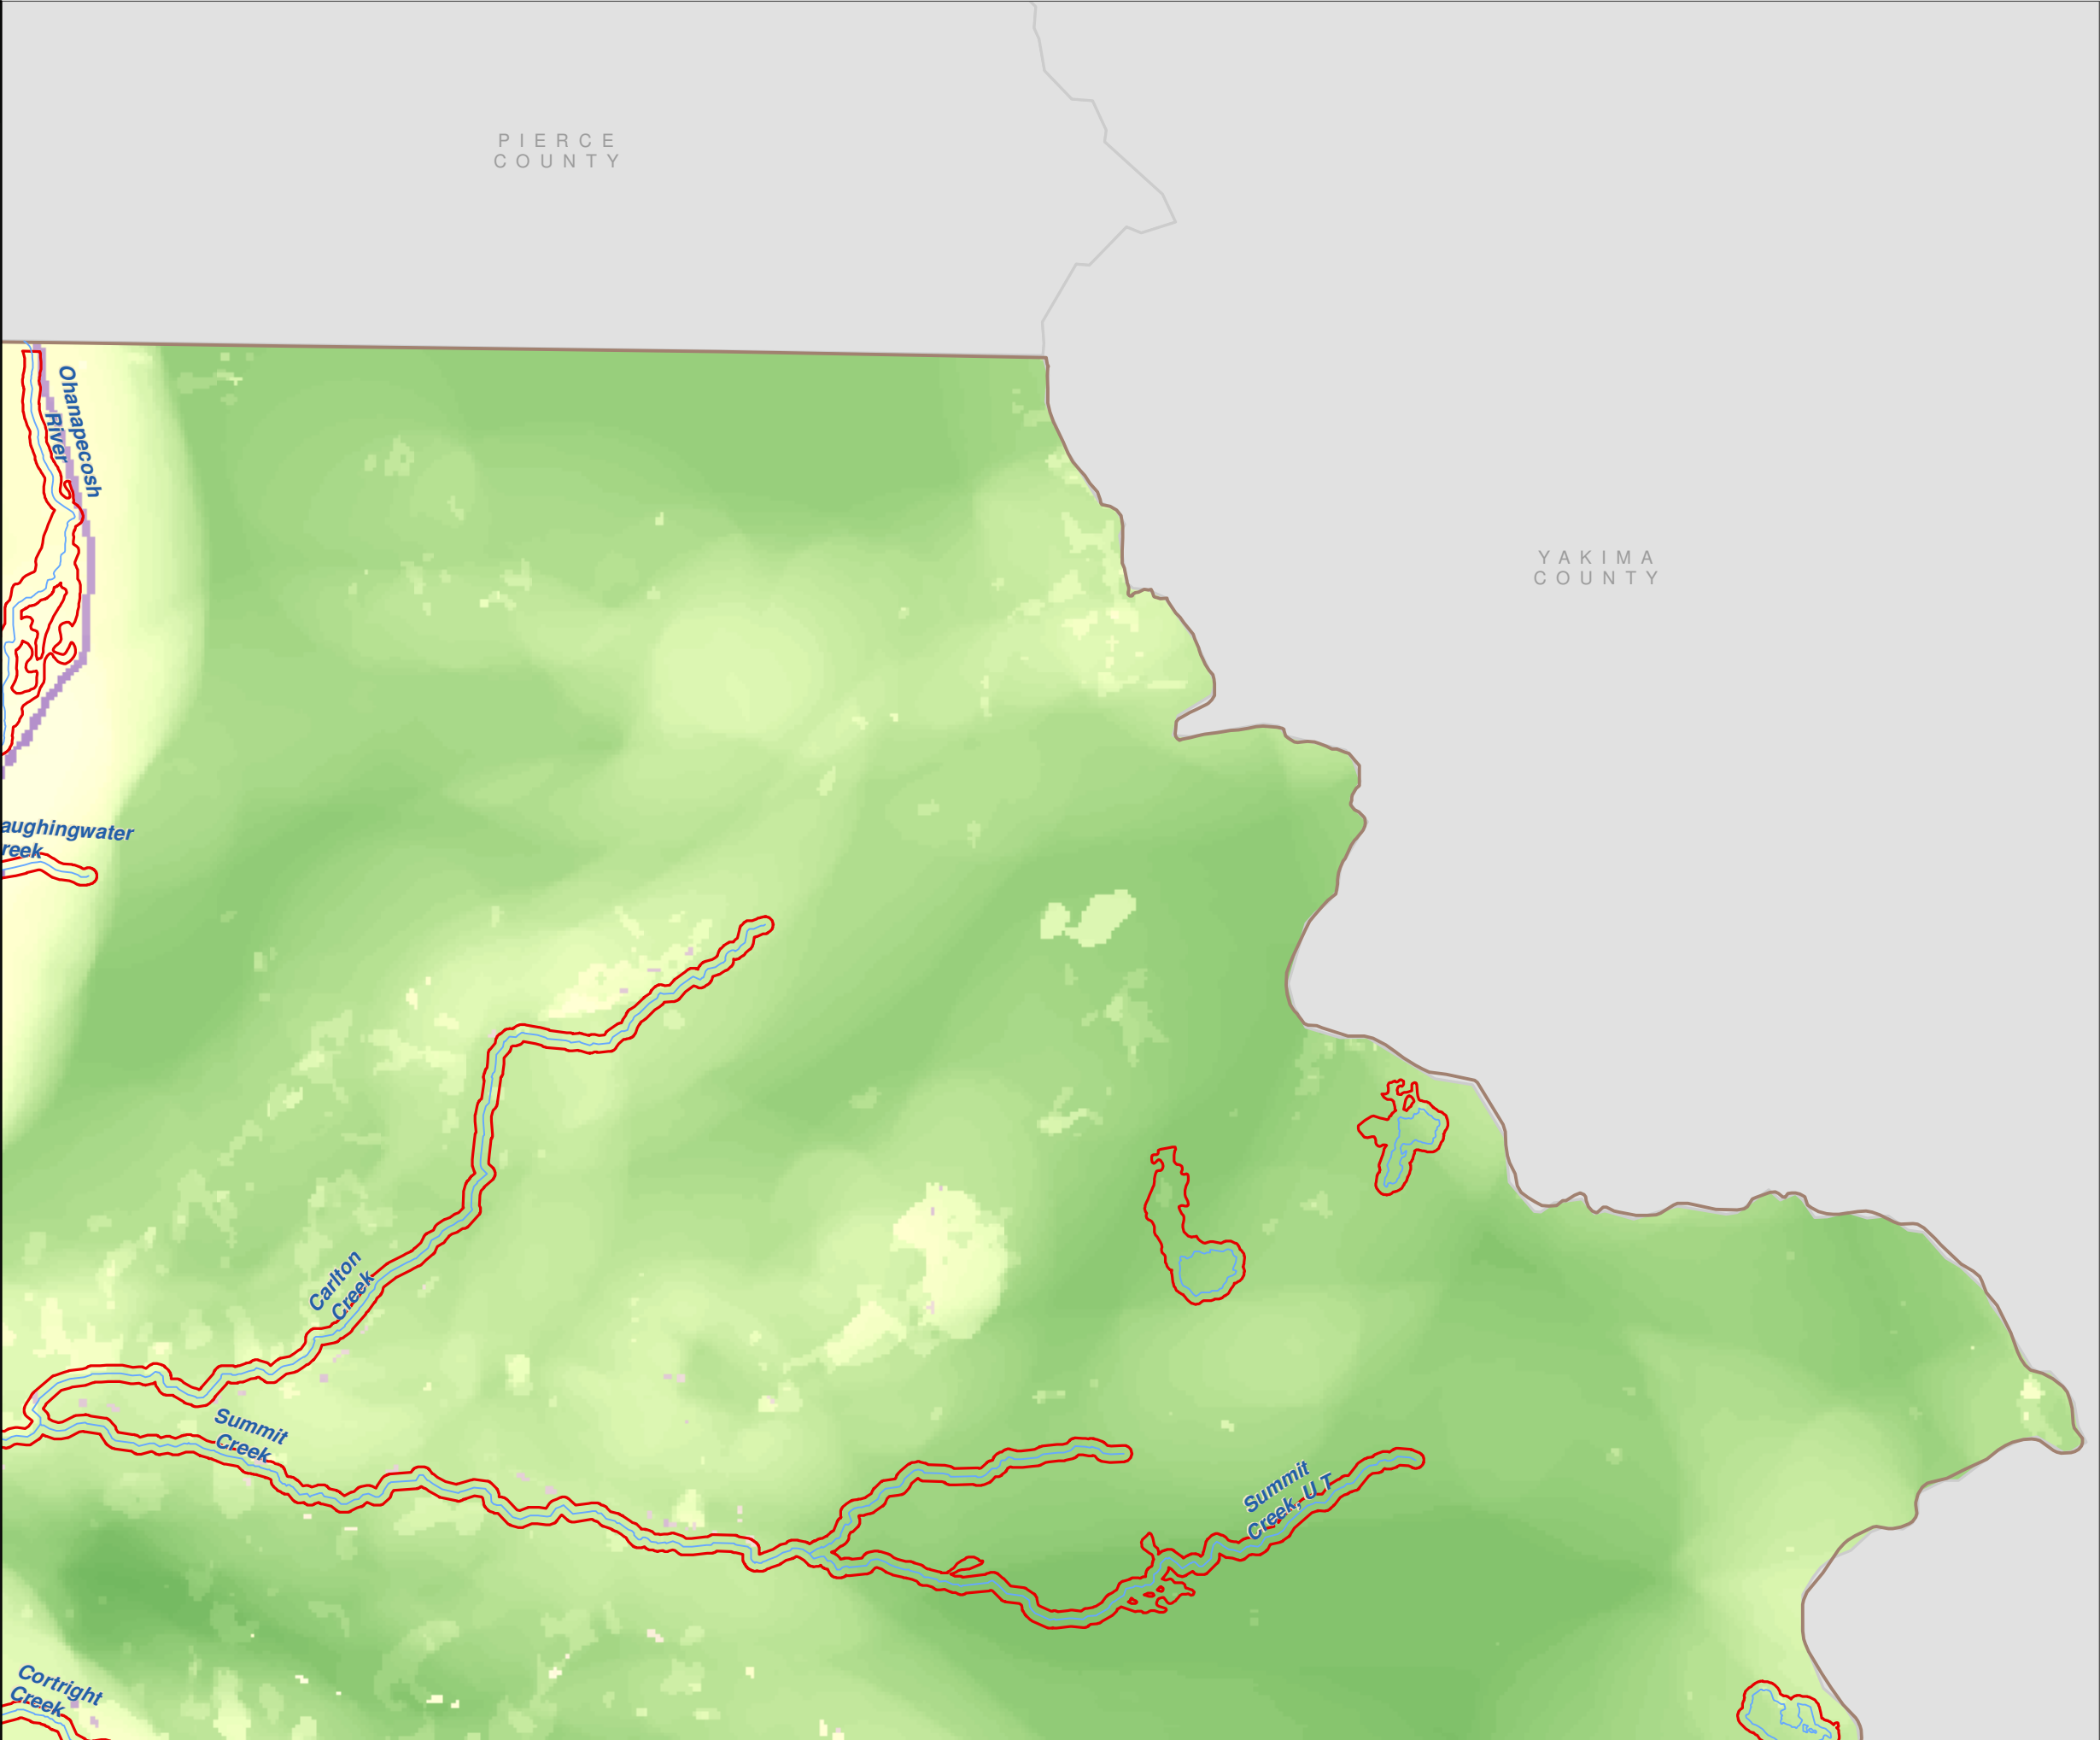 PIERCE
COUNTY
YAKIMA
COUNTY
Ohanapecosh
River
aughingwater
reek
Carlton
Creek
Summit
Creek
Summit
Creek, U.T
Cortright
Creek